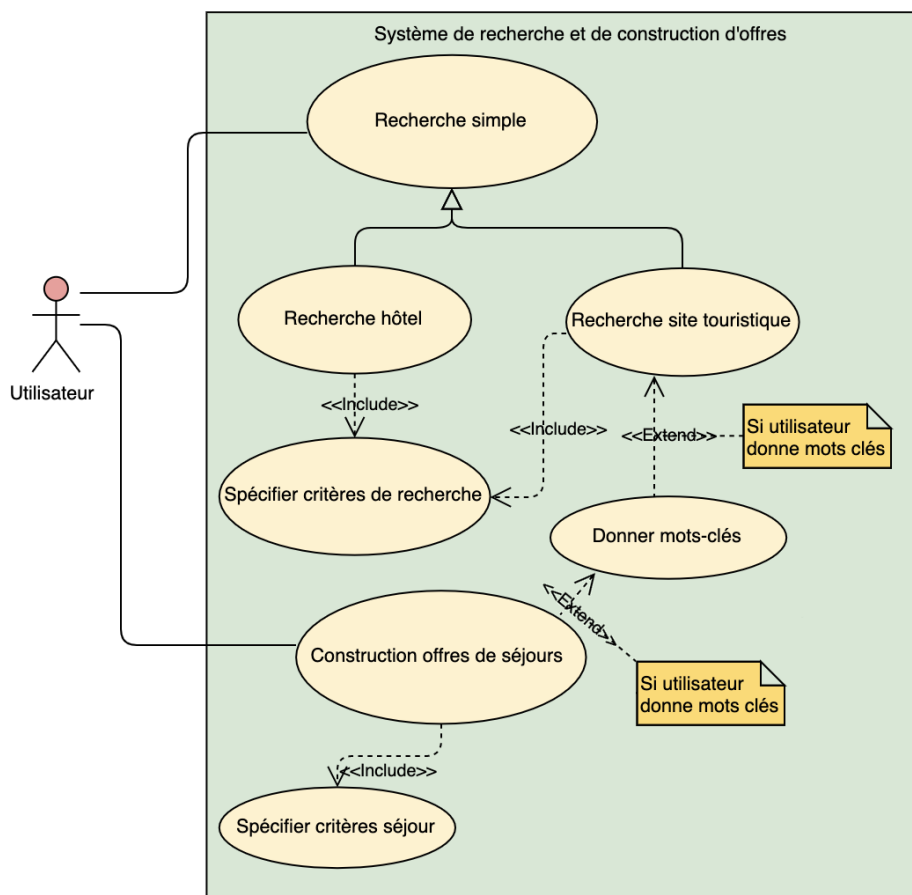 Système de recherche et de construction d'offres
Recherche simple
Recherche hôtel
Recherche site touristique
Utilisateur
<<Include>>
<<Include>>
<<Extend>>
Si utilisateur
donne mots clés
Spécifier critères de recherche
Donner mots-clés
<<Extend>>
Construction offres de séjours
Si utilisateur
donne mots clés
<<Include>>
Spécifier critères séjour